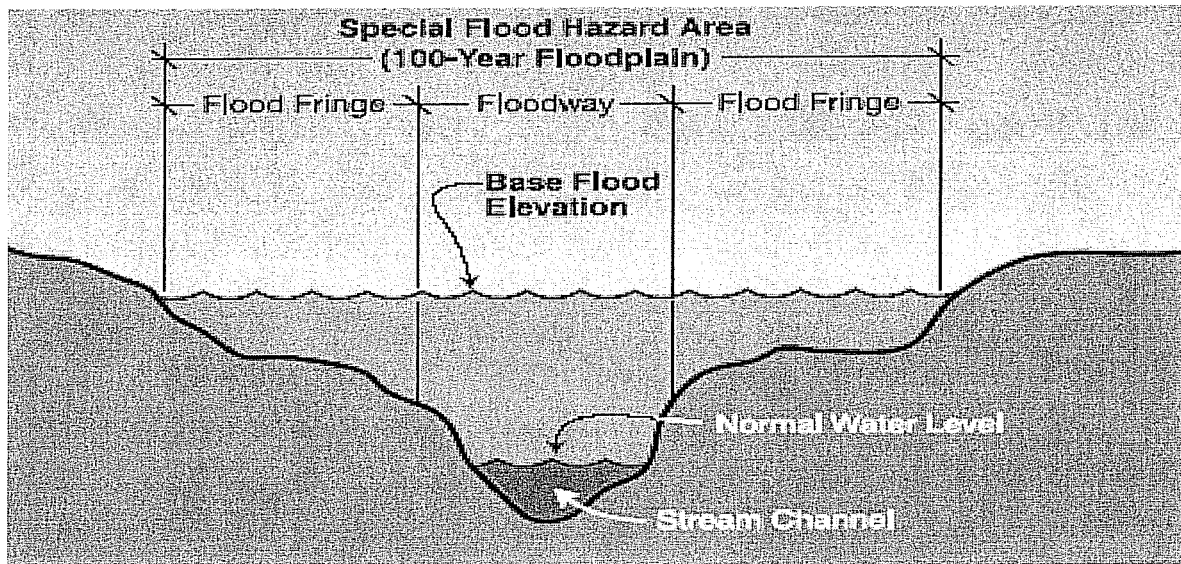 Special Flood Hazard Area
(100-Year Floodplain)
Flood Fringe
Floodway
Flood Fringe
Base Flood
Elevation
Normal Water Level
Stream Channel